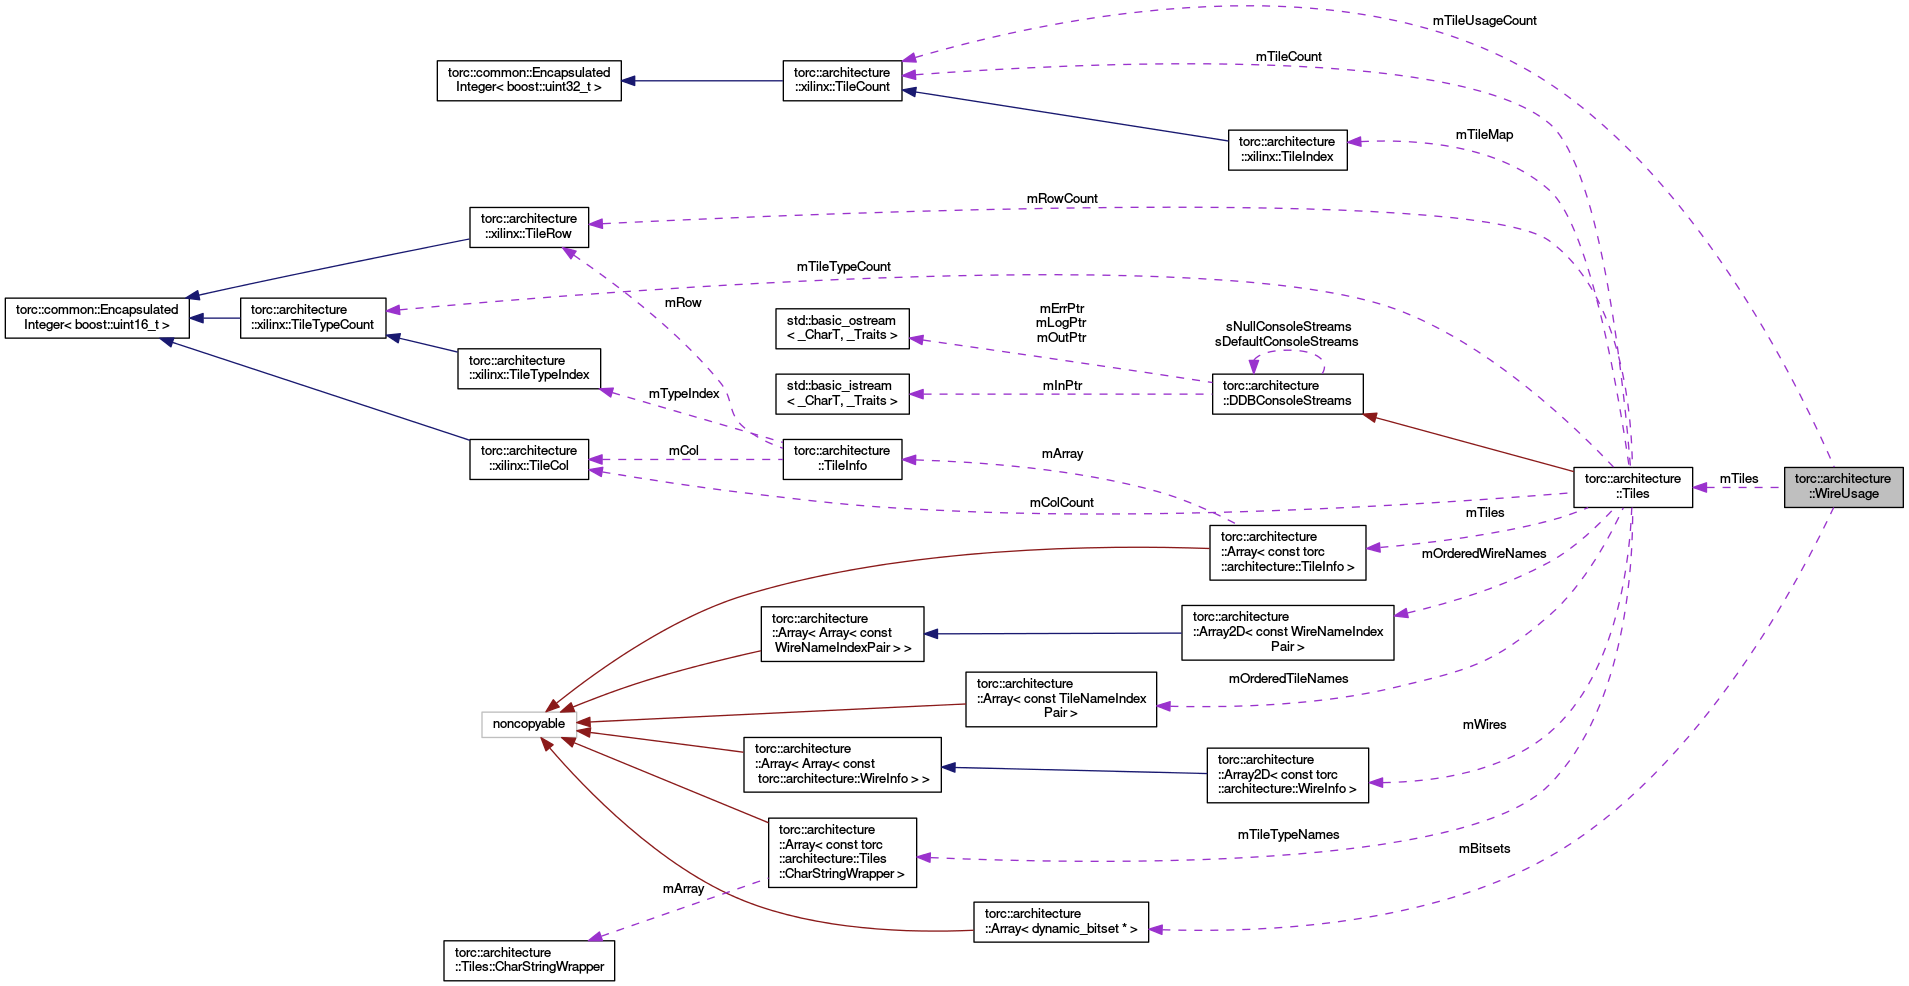 mTileUsageCount
mTileCount
torc::common::Encapsulated
Integer< boost::uint32_t >
torc::architecture
::xilinx::TileCount
mTileMap
torc::architecture
::xilinx::TileIndex
mRowCount
torc::architecture
::xilinx::TileRow
mTileTypeCount
mRow
torc::common::Encapsulated
Integer< boost::uint16_t >
torc::architecture
::xilinx::TileTypeCount
std::basic_ostream
< _CharT, _Traits >
mErrPtr
mLogPtr
mOutPtr
sNullConsoleStreams
sDefaultConsoleStreams
torc::architecture
::xilinx::TileTypeIndex
mTypeIndex
std::basic_istream
< _CharT, _Traits >
mInPtr
torc::architecture
::DDBConsoleStreams
torc::architecture
::xilinx::TileCol
mCol
torc::architecture
::TileInfo
mArray
mColCount
torc::architecture
::Tiles
mTiles
torc::architecture
::WireUsage
mTiles
torc::architecture
::Array< const torc
::architecture::TileInfo >
mOrderedWireNames
torc::architecture
::Array< Array< const
WireNameIndexPair > >
torc::architecture
::Array2D< const WireNameIndex
Pair >
mOrderedTileNames
torc::architecture
::Array< const TileNameIndex
Pair >
noncopyable
mWires
torc::architecture
::Array< Array< const
torc::architecture::WireInfo > >
torc::architecture
::Array2D< const torc
::architecture::WireInfo >
mTileTypeNames
torc::architecture
::Array< const torc
::architecture::Tiles
::CharStringWrapper >
mBitsets
mArray
torc::architecture
::Array< dynamic_bitset * >
torc::architecture
::Tiles::CharStringWrapper